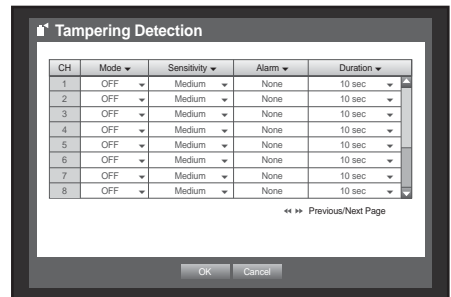 Tampering Detection
CH Mode Sensitivity Alarm Duration
1 OFF Medium None 10 sec
2 OFF Medium None 10 sec
3 OFF Medium None 10 sec
4 OFF Medium None 10 sec
5 OFF Medium None 10 sec
6 OFF Medium None 10 sec
7 OFF Medium None 10 sec
8 OFF Medium None 10 sec
Previous/Next Page
OK Cancel